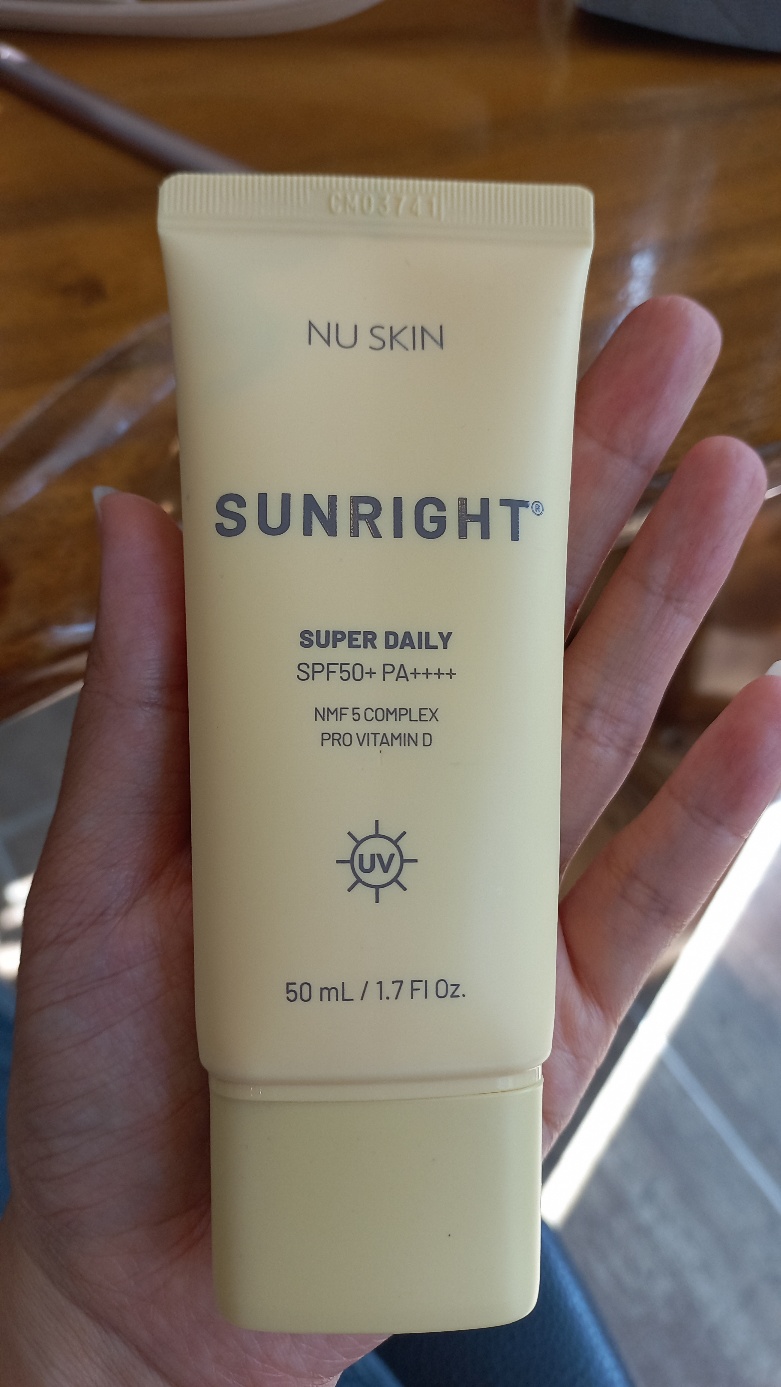 CN03741
NU SKIN
SUNRIGHT®
SUPER DAILY
SPF50+ PA++++
NMF 5 COMPLEX
PRO VITAMIN D
UV
50 mL / 1.7 Fl Oz.